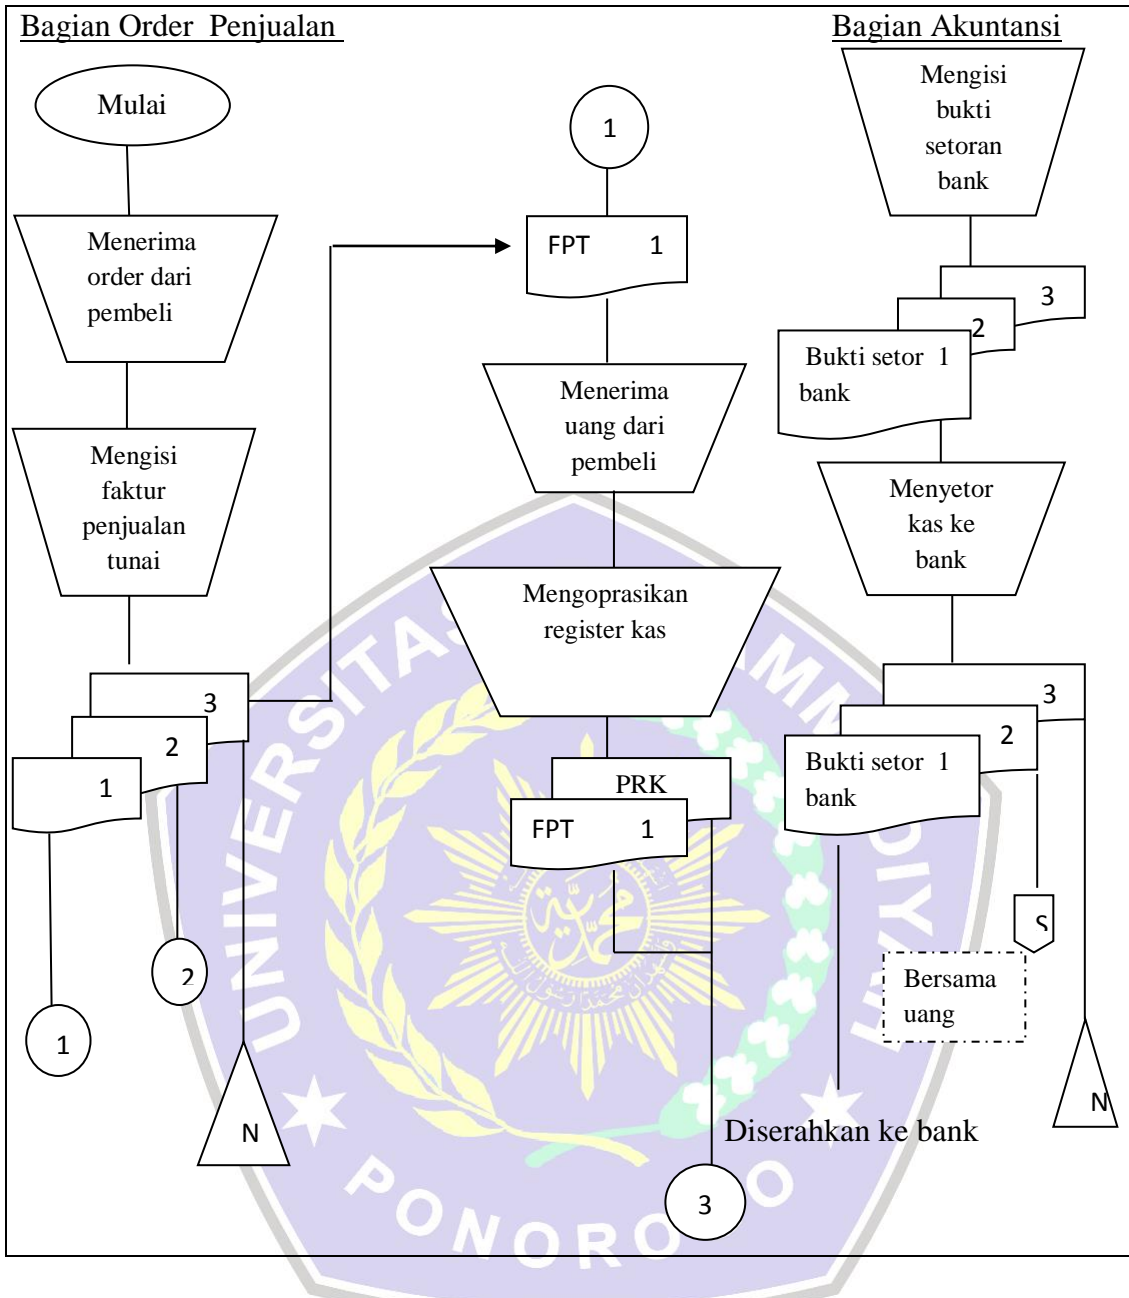 Bagian Order Penjualan
Mulai
Menerima
order dari
pembeli
Mengisi
faktur
penjualan
tunai
3
2
1
2
1
N
1
FPT 1
Menerima
uang dari
pembeli
Mengoprasikan
register kas
PRK
FPT 1
3
Bagian Akuntansi
Mengisi
bukti
setoran
bank
3
2
Bukti setor 1
bank
Menyetor
kas ke
bank
3
2
Bukti setor 1
bank
S
Bersama
uang
N
Diserahkan ke bank
PONOROGO